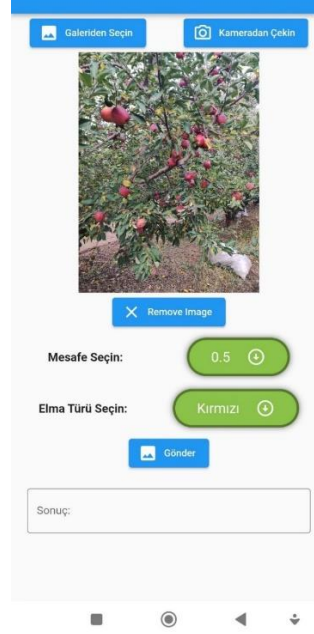 Galeriden Seçin
Kameradan Çekin
Remove Image
Mesafe Seçin:
0.5
Elma Türü Seçin:
Kırmızı
Gönder
Sonuç: